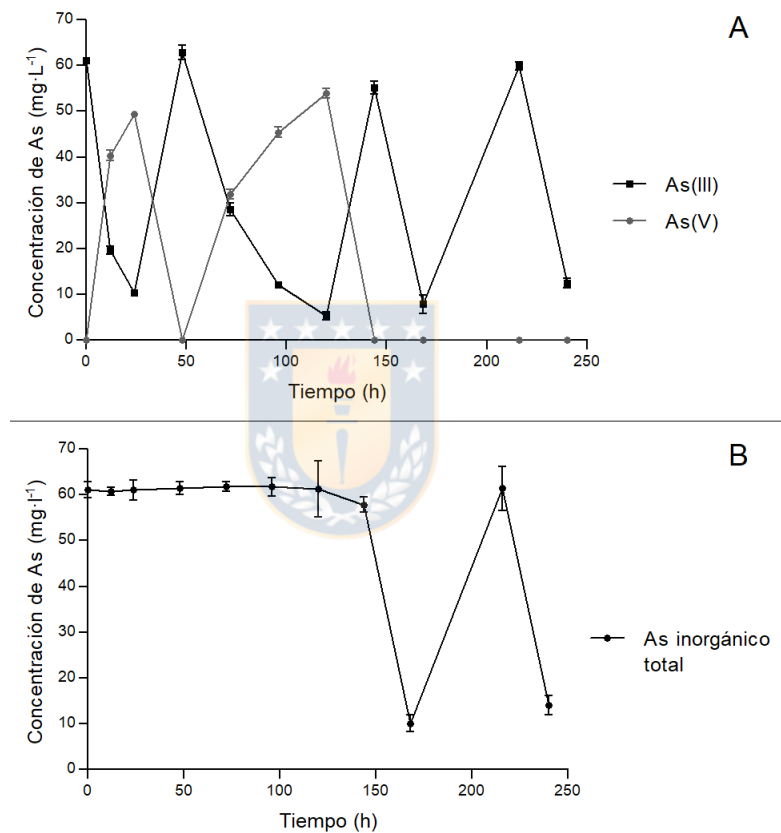 A
Concentración de As (mg·L⁻¹)
70
60
50
40
30
20
10
0
0 50 100 150 200 250
Tiempo (h)
As(III)
As(V)
B
Concentración de As (mg·l⁻¹)
70
60
50
40
30
20
10
0
0 50 100 150 200 250
Tiempo (h)
As inorgánico
total